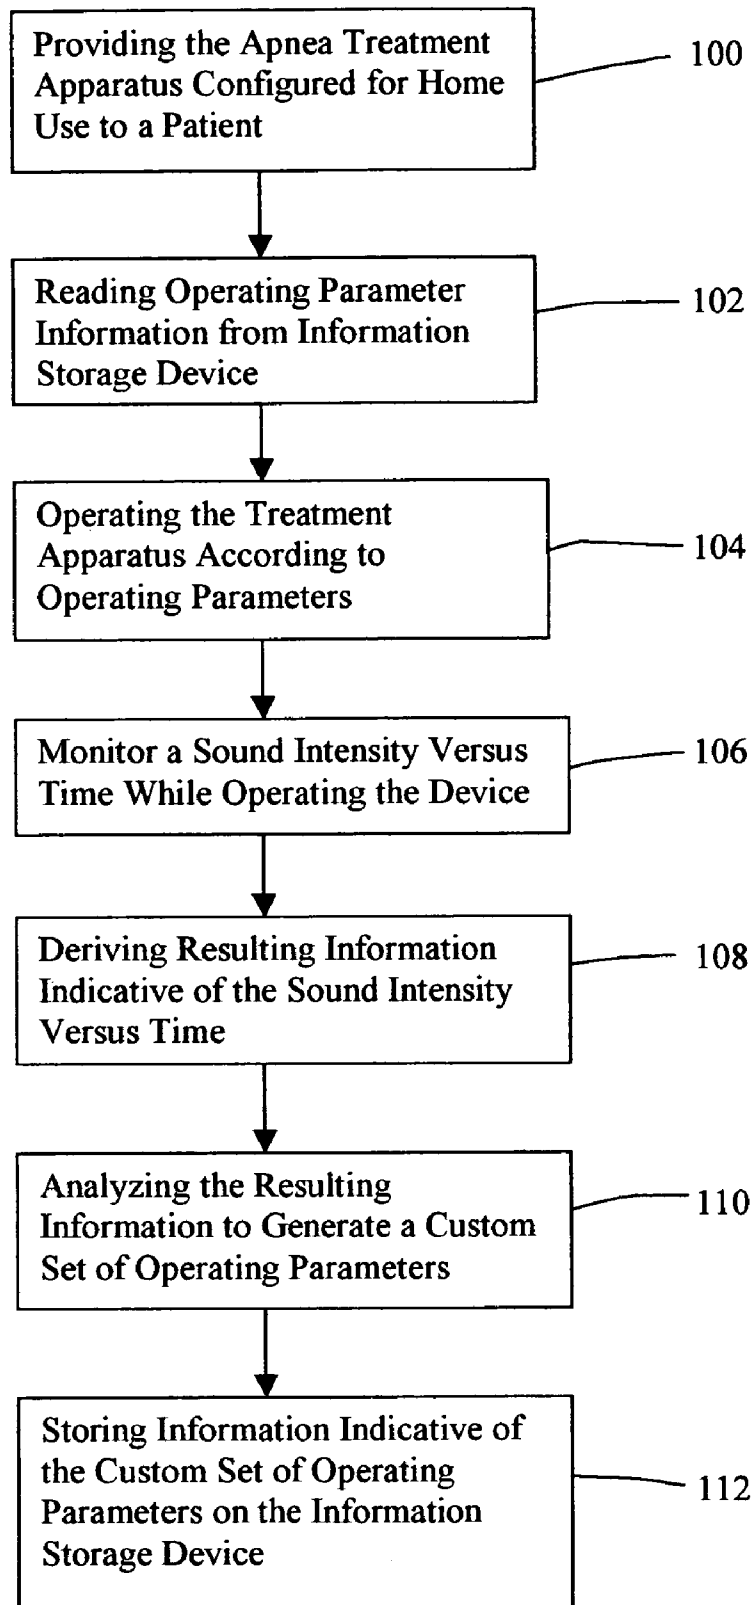 Providing the Apnea Treatment
Apparatus Configured for Home
Use to a Patient
100
Reading Operating Parameter
Information from Information
Storage Device
102
Operating the Treatment
Apparatus According to
Operating Parameters
104
Monitor a Sound Intensity Versus
Time While Operating the Device
106
Deriving Resulting Information
Indicative of the Sound Intensity
Versus Time
108
Analyzing the Resulting
Information to Generate a Custom
Set of Operating Parameters
110
Storing Information Indicative of
the Custom Set of Operating
Parameters on the Information
Storage Device
112